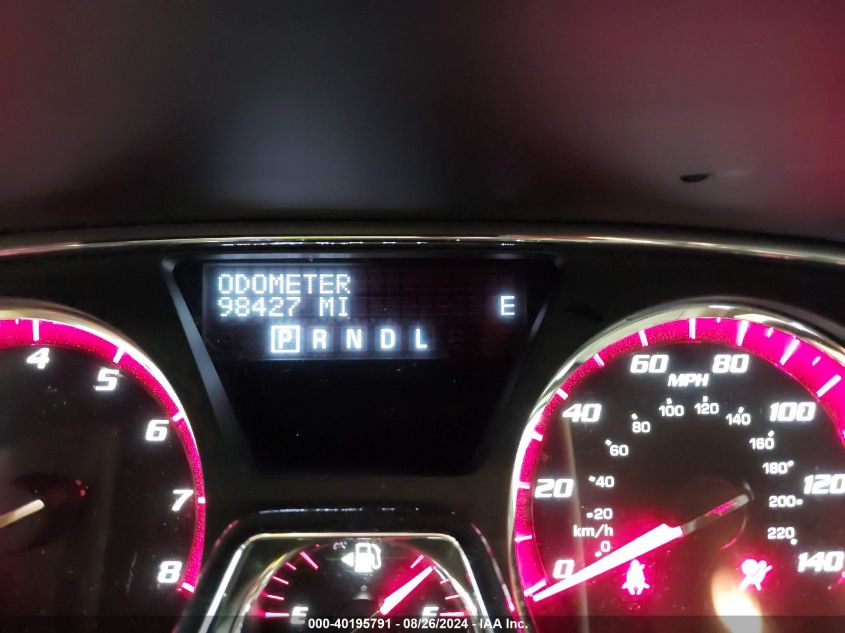 ODOMETER
98427 MI E
P R N D L
4
5
6
7
8
0 20 40 60 80 100 120 140
MPH
0 20 40 60 80 100 120 140 160 180 200 220
km/h
E F
000-40195791 - 08/26/2024 - IAA Inc.